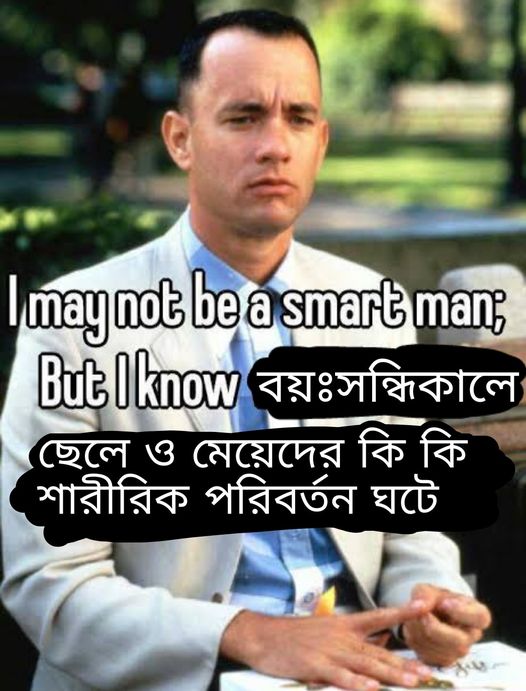 I may not be a smart man;
But I know বয়ঃসন্ধিকালে
ছেলে ও মেয়েদের কি কি
শারীরিক পরিবর্তন ঘটে